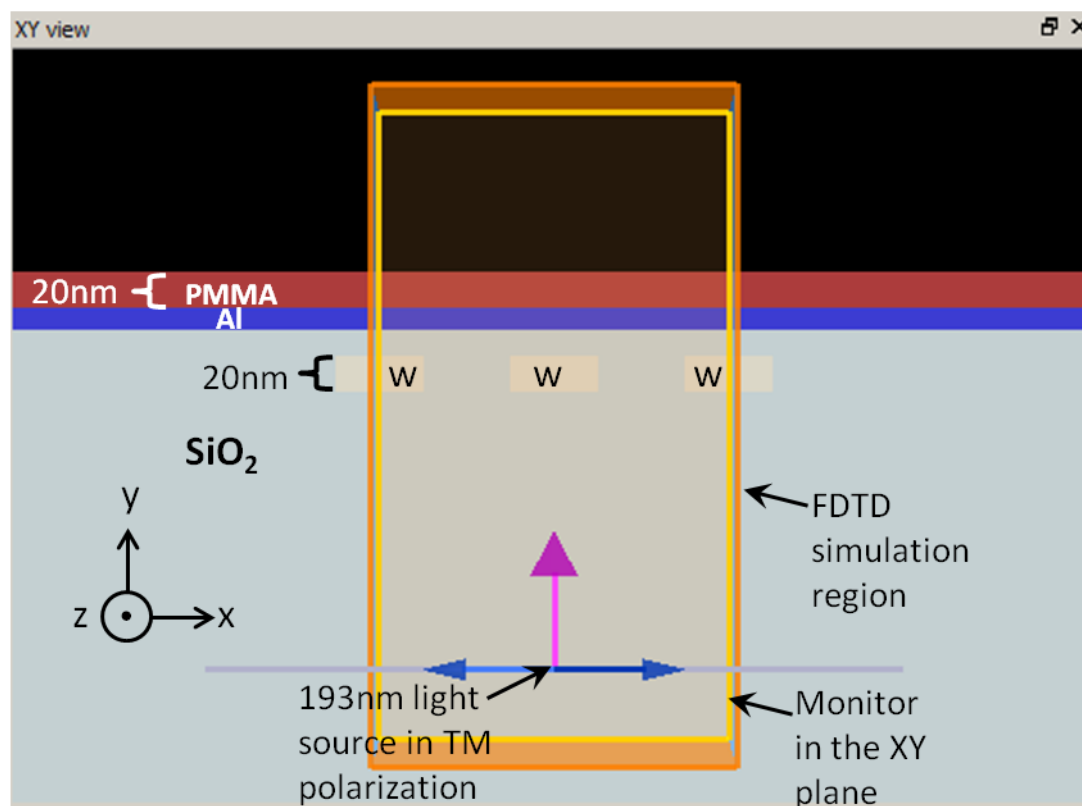 XY view
20nm
PMMA
Al
20nm
W
W
W
SiO₂
y
z
x
FDTD
simulation
region
193nm light
source in TM
polarization
Monitor
in the XY
plane